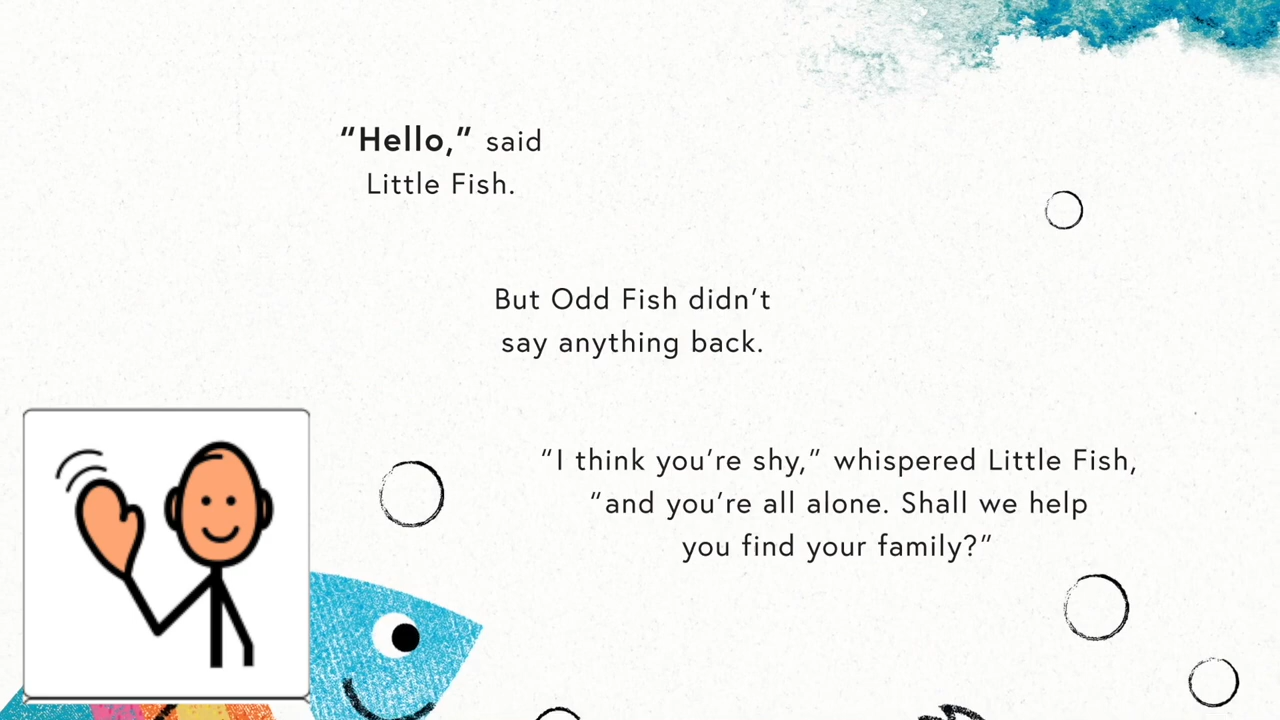 “Hello,” said
Little Fish.
But Odd Fish didn’t
say anything back.
“I think you’re shy,” whispered Little Fish,
“and you’re all alone. Shall we help
you find your family?”